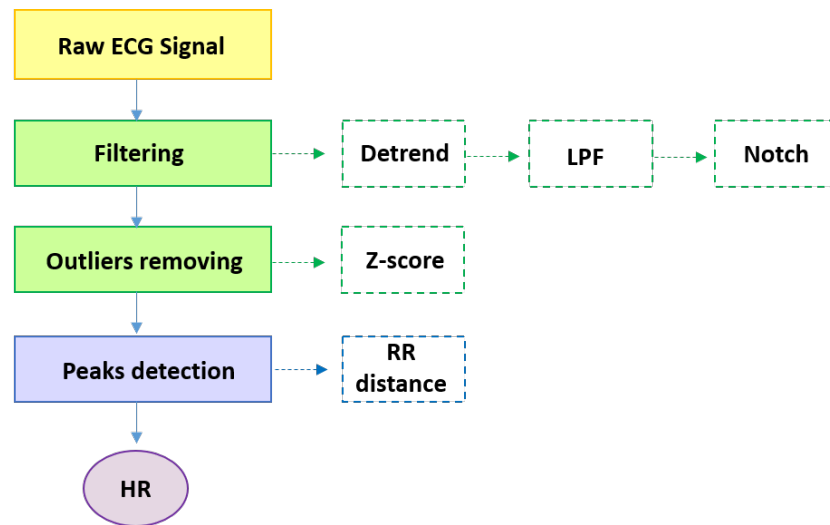 Raw ECG Signal
Filtering
Detrend
LPF
Notch
Outliers removing
Z-score
Peaks detection
RR
distance
HR